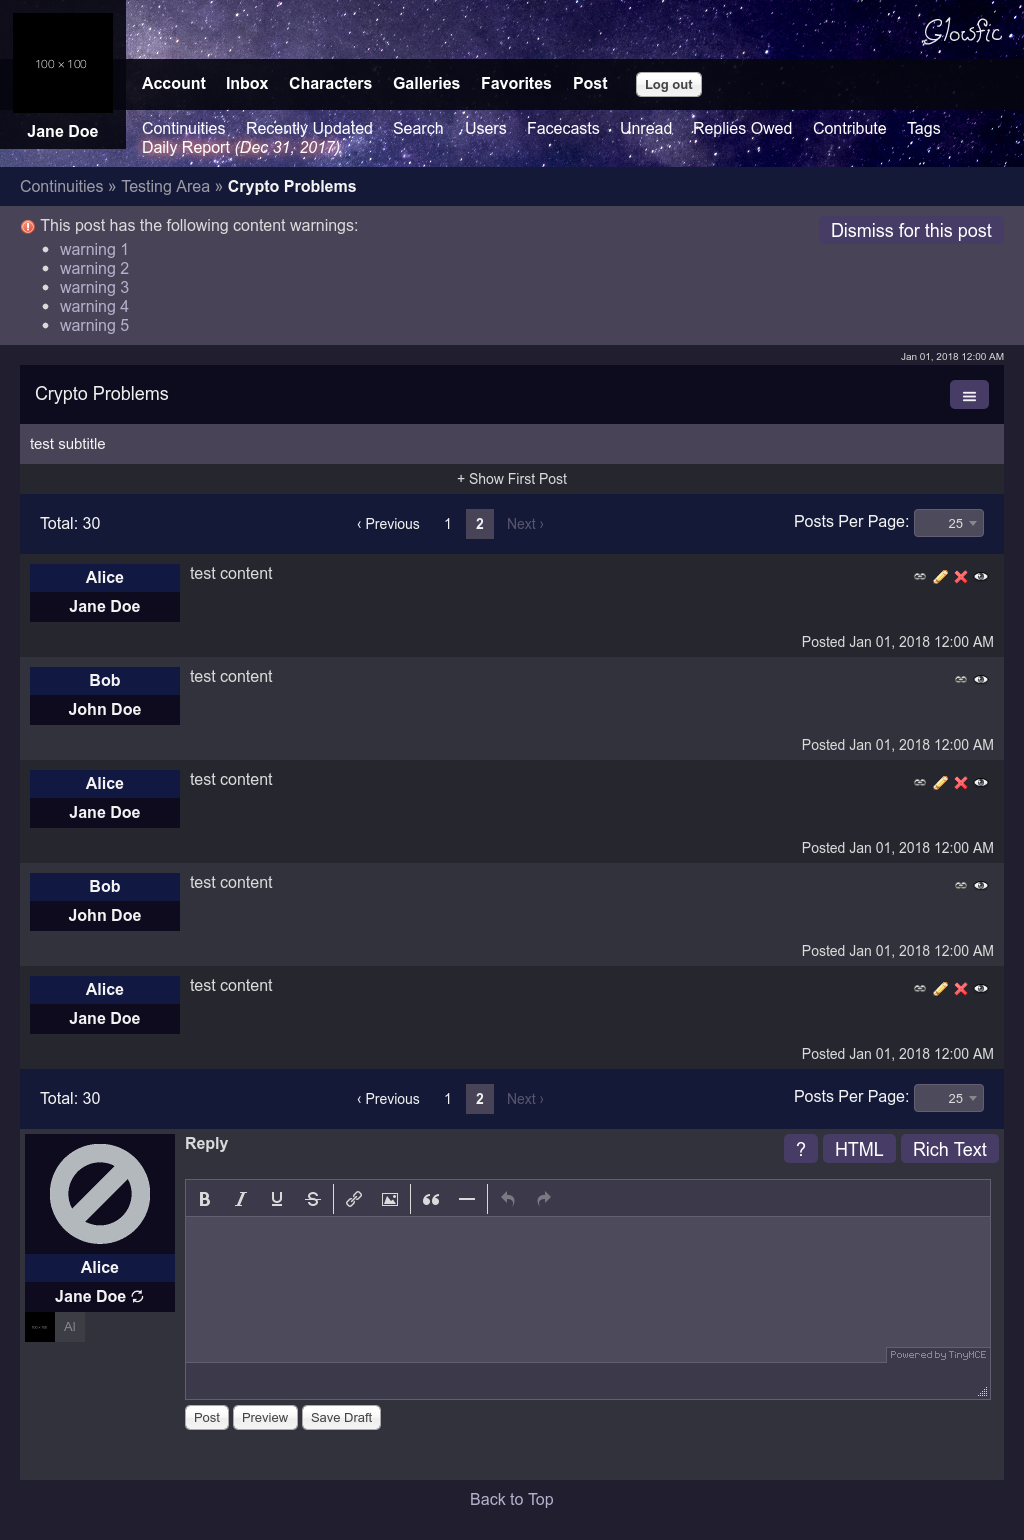 Glowfic
100 × 100
Account Inbox Characters Galleries Favorites Post Log out
Jane Doe
Continuities Recently Updated Search Users Facecasts Unread Replies Owed Contribute Tags
Daily Report (Dec 31, 2017)
Continuities » Testing Area » Crypto Problems
This post has the following content warnings:
Dismiss for this post
• warning 1
• warning 2
• warning 3
• warning 4
• warning 5
Jan 01, 2018 12:00 AM
Crypto Problems
test subtitle
+ Show First Post
Total: 30 ‹ Previous 1 2 Next › Posts Per Page: 25
Alice
Jane Doe
test content
Posted Jan 01, 2018 12:00 AM
Bob
John Doe
test content
Posted Jan 01, 2018 12:00 AM
Alice
Jane Doe
test content
Posted Jan 01, 2018 12:00 AM
Bob
John Doe
test content
Posted Jan 01, 2018 12:00 AM
Alice
Jane Doe
test content
Posted Jan 01, 2018 12:00 AM
Total: 30 ‹ Previous 1 2 Next › Posts Per Page: 25
Reply ? HTML Rich Text
B I U S
Alice
Jane Doe
Al
Powered by TinyMCE
Post Preview Save Draft
Back to Top